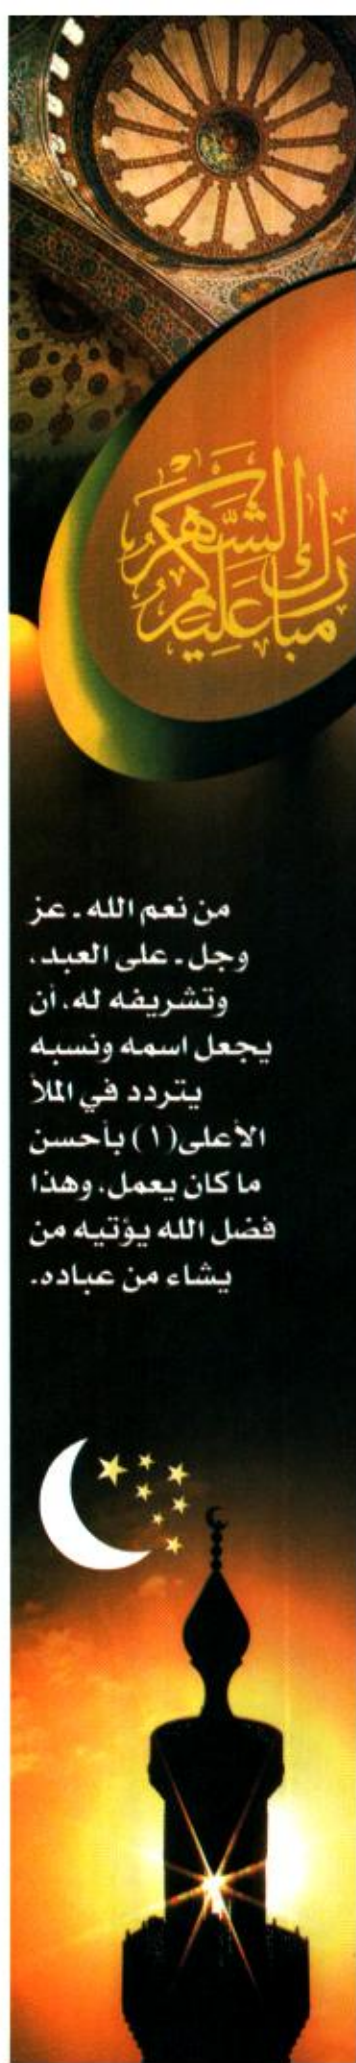 مبارك عليكم الشهر
من نعم الله ـ عز
وجل ـ على العبد،
وتشريفه له، أن
يجعل اسمه ونسبه
يتردد في الملأ
الأعلى(١) بأحسن
ما كان يعمل، وهذا
فضل الله يؤتيه من
يشاء من عباده.